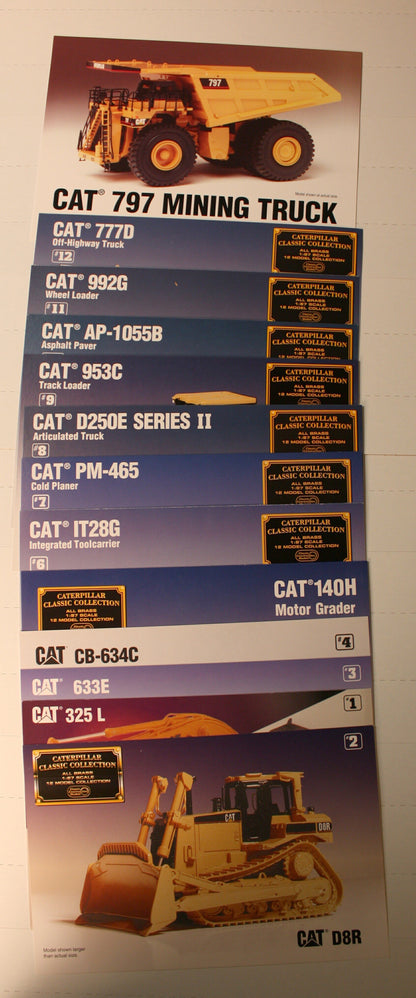 797
CAT
Model shown at actual size.
CAT® 797 MINING TRUCK
CAT® 777D
Off-Highway Truck
#12
CATERPILLAR
CLASSIC COLLECTION
ALL BRASS
1:87 SCALE
12 MODEL COLLECTION
CAT® 992G
Wheel Loader
#11
CATERPILLAR
CLASSIC COLLECTION
ALL BRASS
1:87 SCALE
12 MODEL COLLECTION
CAT® AP-1055B
Asphalt Paver
CATERPILLAR
CLASSIC COLLECTION
ALL BRASS
1:87 SCALE
12 MODEL COLLECTION
CAT® 953C
Track Loader
#9
CATERPILLAR
CLASSIC COLLECTION
ALL BRASS
1:87 SCALE
12 MODEL COLLECTION
CAT® D250E SERIES II
Articulated Truck
#8
CATERPILLAR
CLASSIC COLLECTION
ALL BRASS
1:87 SCALE
12 MODEL COLLECTION
CAT® PM-465
Cold Planer
#7
CATERPILLAR
CLASSIC COLLECTION
ALL BRASS
1:87 SCALE
12 MODEL COLLECTION
CAT® IT28G
Integrated Toolcarrier
#6
CATERPILLAR
CLASSIC COLLECTION
ALL BRASS
1:87 SCALE
12 MODEL COLLECTION
CAT® 140H
Motor Grader
CATERPILLAR
CLASSIC COLLECTION
ALL BRASS
1:87 SCALE
12 MODEL COLLECTION
CAT CB-634C
#4
CAT 633E
#3
CAT 325 L
#1
#2
CATERPILLAR
CLASSIC COLLECTION
ALL BRASS
1:87 SCALE
12 MODEL COLLECTION
CAT
D8R
Model shown larger
than actual size.
CAT D8R